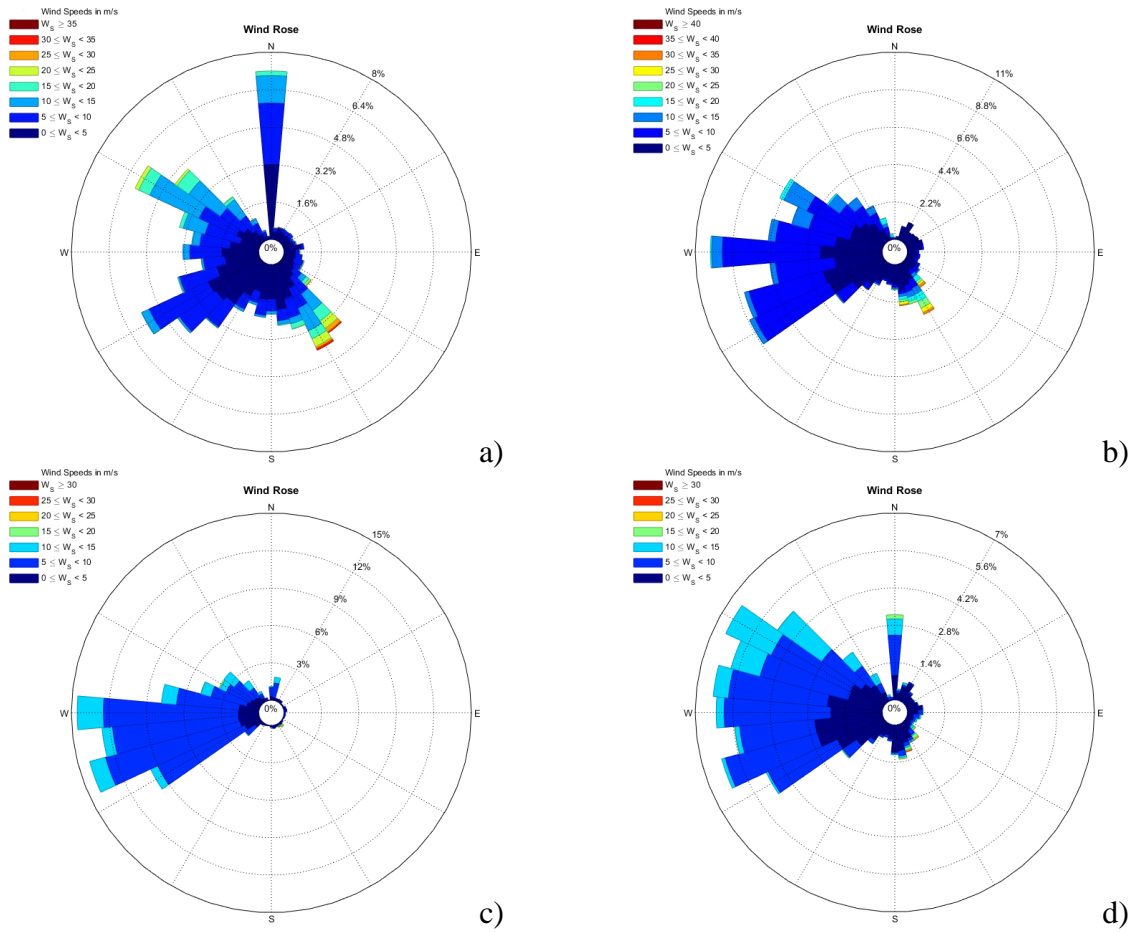 Wind Speeds in m/s
W_S ≥ 35
30 ≤ W_S < 35
25 ≤ W_S < 30
20 ≤ W_S < 25
15 ≤ W_S < 20
10 ≤ W_S < 15
5 ≤ W_S < 10
0 ≤ W_S < 5
Wind Rose
N
8%
6.4%
4.8%
3.2%
1.6%
0%
W
E
S
a)
Wind Speeds in m/s
W_S ≥ 40
35 ≤ W_S < 40
30 ≤ W_S < 35
25 ≤ W_S < 30
20 ≤ W_S < 25
15 ≤ W_S < 20
10 ≤ W_S < 15
5 ≤ W_S < 10
0 ≤ W_S < 5
Wind Rose
N
11%
8.8%
6.6%
4.4%
2.2%
0%
W
E
S
b)
Wind Speeds in m/s
W_S ≥ 30
25 ≤ W_S < 30
20 ≤ W_S < 25
15 ≤ W_S < 20
10 ≤ W_S < 15
5 ≤ W_S < 10
0 ≤ W_S < 5
Wind Rose
N
15%
12%
9%
6%
3%
0%
W
E
S
c)
Wind Speeds in m/s
W_S ≥ 30
25 ≤ W_S < 30
20 ≤ W_S < 25
15 ≤ W_S < 20
10 ≤ W_S < 15
5 ≤ W_S < 10
0 ≤ W_S < 5
Wind Rose
N
7%
5.6%
4.2%
2.8%
1.4%
0%
W
E
S
d)